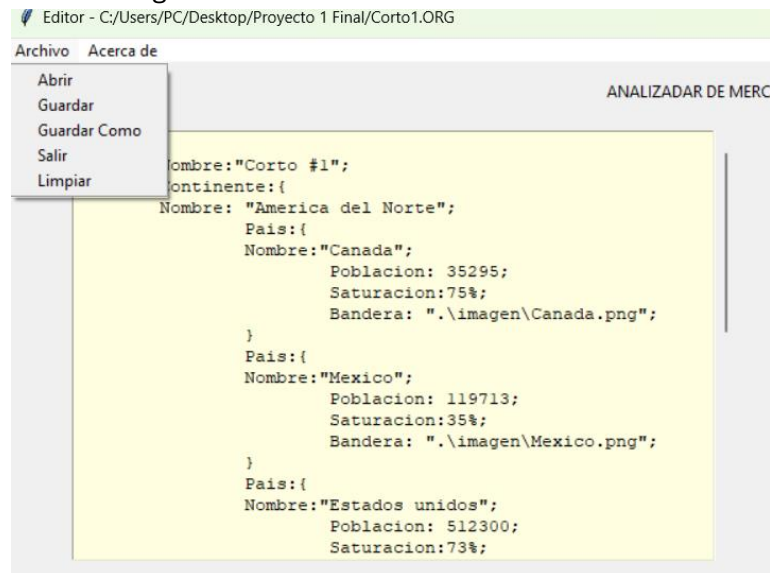 Editor - C:/Users/PC/Desktop/Proyecto 1 Final/Corto1.ORG
Archivo Acerca de
Abrir
Guardar
Guardar Como
Salir
Limpiar
ANALIZADAR DE MERC
ombre:"Corto #1";
ontinente:{
Nombre: "America del Norte";
Pais:{
Nombre:"Canada";
Poblacion: 35295;
Saturacion:75%;
Bandera: ".\imagen\Canada.png";
}
Pais:{
Nombre:"Mexico";
Poblacion: 119713;
Saturacion:35%;
Bandera: ".\imagen\Mexico.png";
}
Pais:{
Nombre:"Estados unidos";
Poblacion: 512300;
Saturacion:73%;